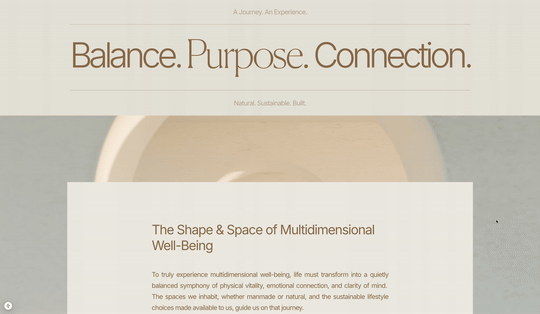 A Journey. An Experience.
Balance. Purpose. Connection.
Natural. Sustainable. Built.
The Shape & Space of Multidimensional
Well-Being
To truly experience multidimensional well-being, life must transform into a quietly
balanced symphony of physical vitality, emotional connection, and clarity of mind.
The spaces we inhabit, whether manmade or natural, and the sustainable lifestyle
choices made available to us, guide us on that journey.